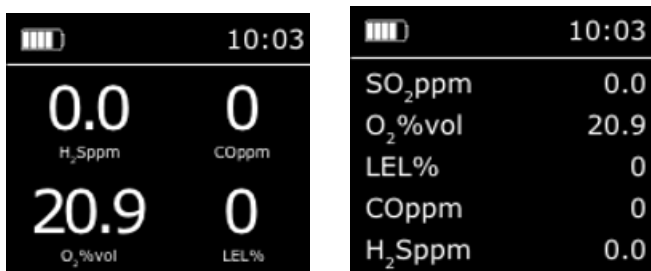 10:03
0.0 0
H₂Sppm COppm
20.9 0
O₂%vol LEL%
10:03
SO₂ppm 0.0
O₂%vol 20.9
LEL% 0
COppm 0
H₂Sppm 0.0